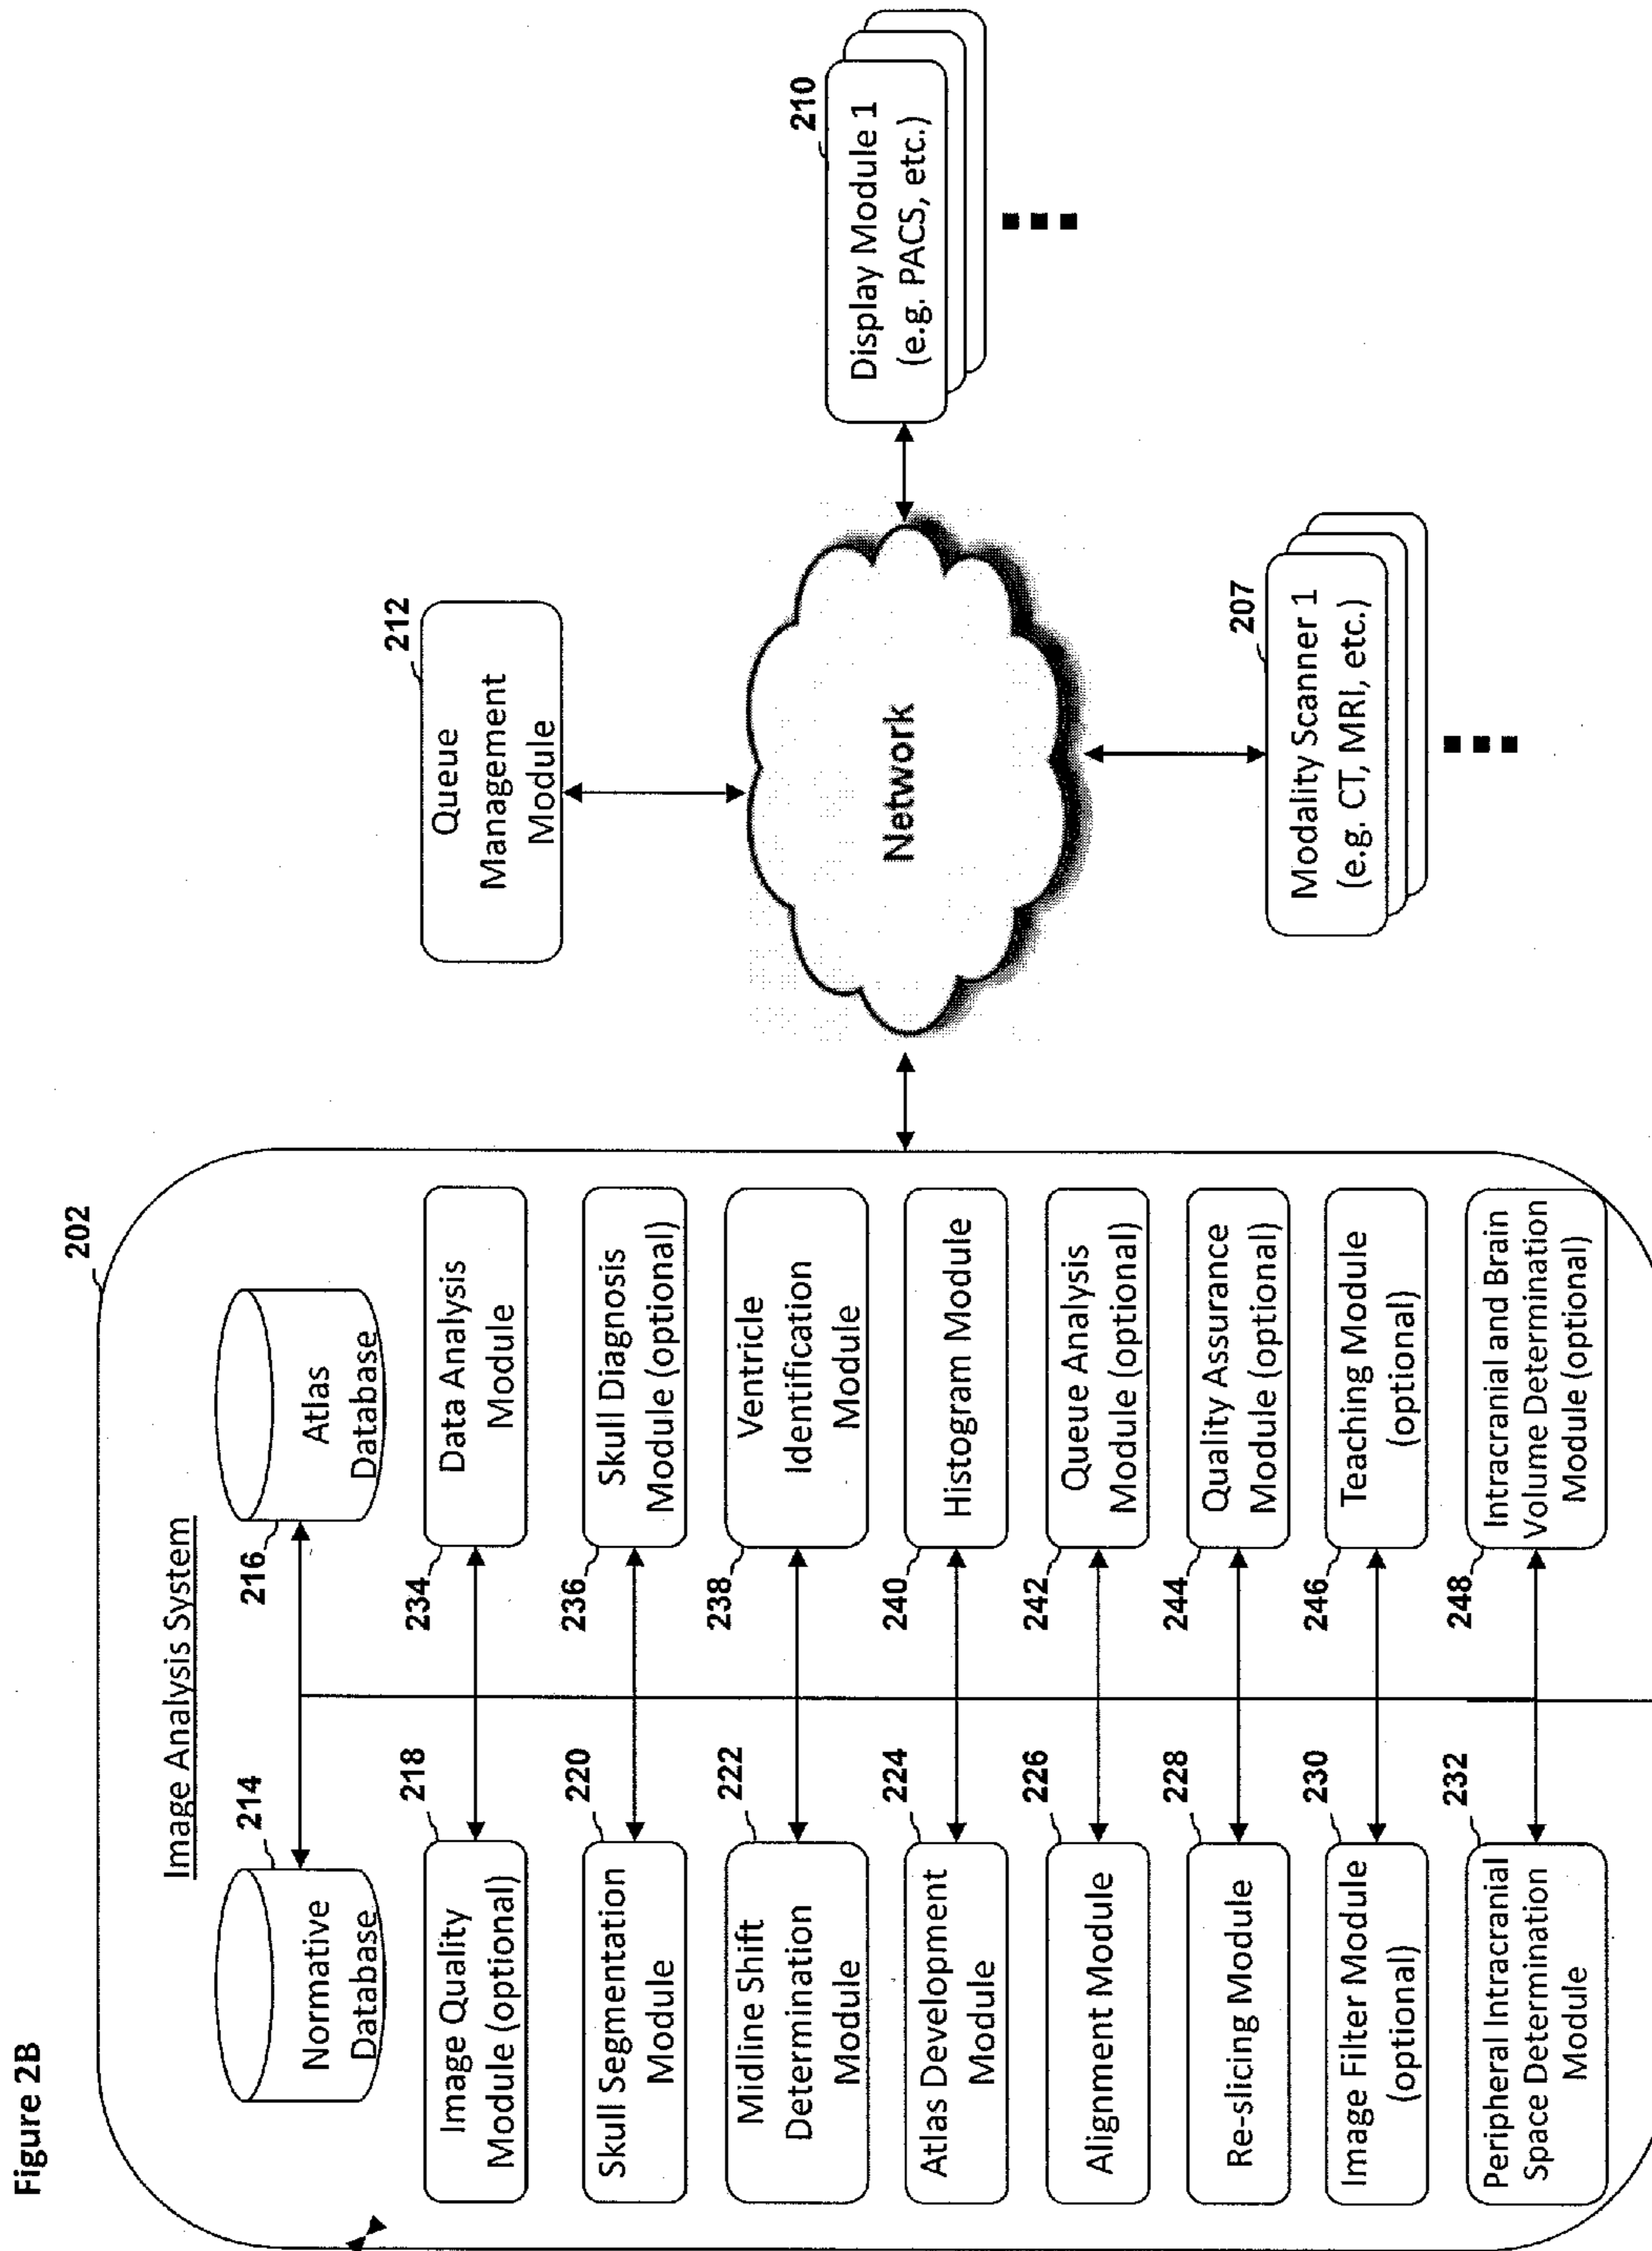 Figure 2B
202
Image Analysis System
214
Normative
Database
216
Atlas
Database
218
Image Quality
Module (optional)
234
Data Analysis
Module
220
Skull Segmentation
Module
236
Skull Diagnosis
Module (optional)
222
Midline Shift
Determination
Module
238
Ventricle
Identification
Module
224
Atlas Development
Module
240
Histogram Module
226
Alignment Module
242
Queue Analysis
Module (optional)
228
Re-slicing Module
244
Quality Assurance
Module (optional)
230
Image Filter Module
(optional)
246
Teaching Module
(optional)
232
Peripheral Intracranial
Space Determination
Module
248
Intracranial and Brain
Volume Determination
Module (optional)
212
Queue
Management
Module
Network
210
Display Module 1
(e.g. PACS, etc.)
207
Modality Scanner 1
(e.g. CT, MRI, etc.)